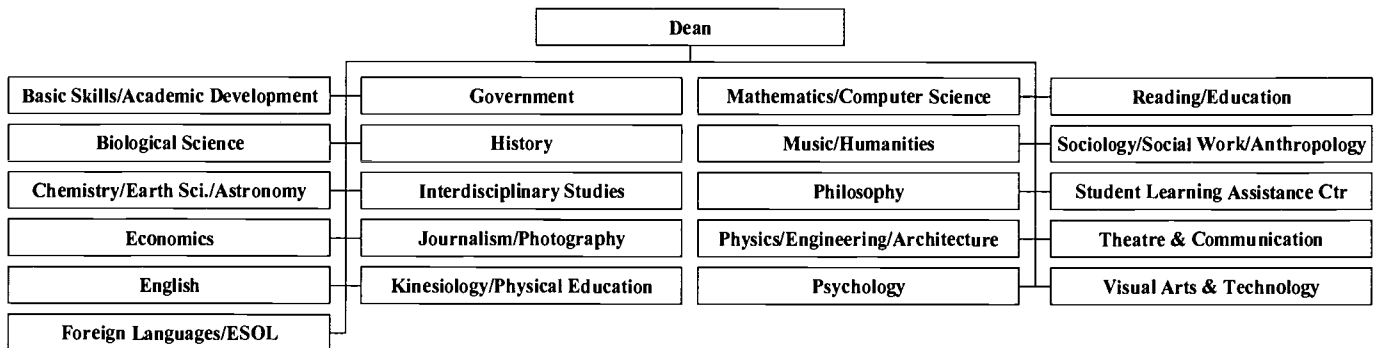 Dean
Basic Skills/Academic Development
Government
Mathematics/Computer Science
Reading/Education
Biological Science
History
Music/Humanities
Sociology/Social Work/Anthropology
Chemistry/Earth Sci./Astronomy
Interdisciplinary Studies
Philosophy
Student Learning Assistance Ctr
Economics
Journalism/Photography
Physics/Engineering/Architecture
Theatre & Communication
English
Kinesiology/Physical Education
Psychology
Visual Arts & Technology
Foreign Languages/ESOL